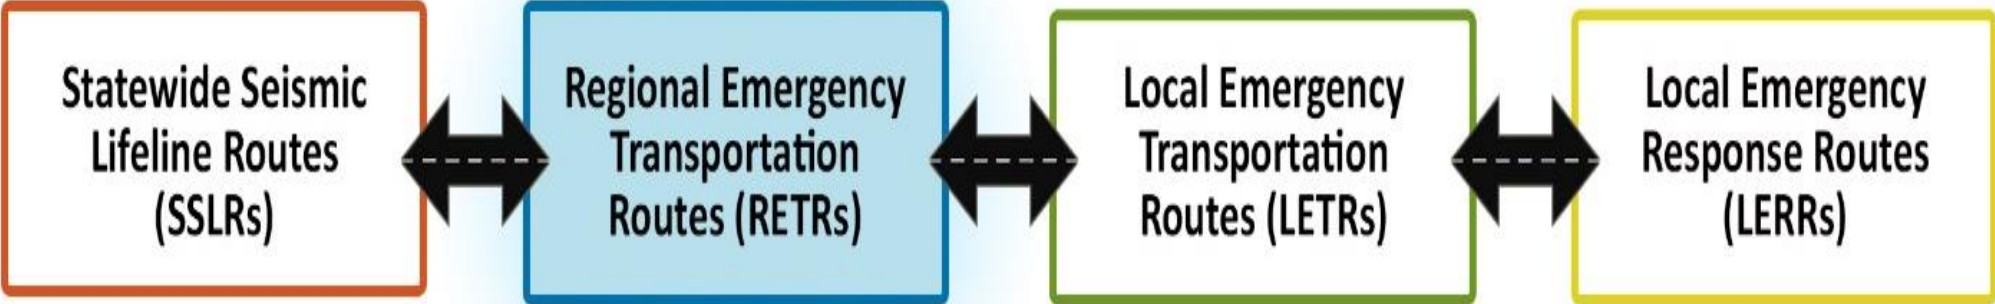 Statewide Seismic
Lifeline Routes
(SSLRs)
Regional Emergency
Transportation
Routes (RETRs)
Local Emergency
Transportation
Routes (LETRs)
Local Emergency
Response Routes
(LERRs)